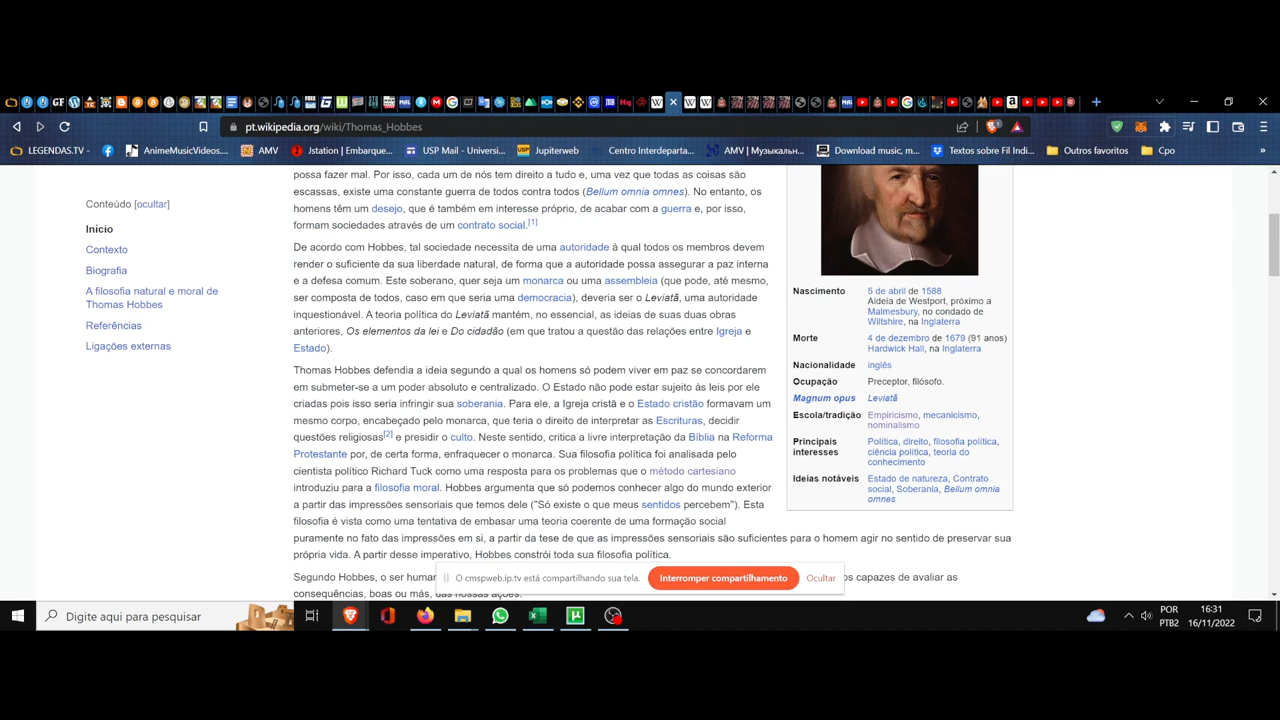 GF
pt.wikipedia.org/wiki/Thomas_Hobbes
LEGENDAS.TV
AnimeMusicVideos...
AMV
Jstation | Embarque...
USP Mail - Universi...
Jupiterweb
Centro Interdeparta...
AMV | Музыкальн...
Download music, m...
Textos sobre Fil Indi...
Outros favoritos
Cpo
»
Conteúdo [ocultar]
Início
Contexto
Biografia
A filosofia natural e moral de
Thomas Hobbes
Referências
Ligações externas
possa fazer mal. Por isso, cada um de nós tem direito a tudo e, uma vez que todas as coisas são
escassas, existe uma constante guerra de todos contra todos (Bellum omnia omnes). No entanto, os
homens têm um desejo, que é também em interesse próprio, de acabar com a guerra e, por isso,
formam sociedades através de um contrato social.[1]
De acordo com Hobbes, tal sociedade necessita de uma autoridade à qual todos os membros devem
render o suficiente da sua liberdade natural, de forma que a autoridade possa assegurar a paz interna
e a defesa comum. Este soberano, quer seja um monarca ou uma assembleia (que pode, até mesmo,
ser composta de todos, caso em que seria uma democracia), deveria ser o Leviatã, uma autoridade
inquestionável. A teoria política do Leviatã mantém, no essencial, as ideias de suas duas obras
anteriores, Os elementos da lei e Do cidadão (em que tratou a questão das relações entre Igreja e
Estado).
Thomas Hobbes defendia a ideia segundo a qual os homens só podem viver em paz se concordarem
em submeter-se a um poder absoluto e centralizado. O Estado não pode estar sujeito às leis por ele
criadas pois isso seria infringir sua soberania. Para ele, a Igreja cristã e o Estado cristão formavam um
mesmo corpo, encabeçado pelo monarca, que teria o direito de interpretar as Escrituras, decidir
questões religiosas[2] e presidir o culto. Neste sentido, critica a livre interpretação da Bíblia na Reforma
Protestante por, de certa forma, enfraquecer o monarca. Sua filosofia política foi analisada pelo
cientista político Richard Tuck como uma resposta para os problemas que o método cartesiano
introduziu para a filosofia moral. Hobbes argumenta que só podemos conhecer algo do mundo exterior
a partir das impressões sensoriais que temos dele ("Só existe o que meus sentidos percebem"). Esta
filosofia é vista como uma tentativa de embasar uma teoria coerente de uma formação social
puramente no fato das impressões em si, a partir da tese de que as impressões sensoriais são suficientes para o homem agir no sentido de preservar sua
própria vida. A partir desse imperativo, Hobbes constrói toda sua filosofia política.
Segundo Hobbes, o ser human
os capazes de avaliar as
consequências, boas ou más, das nossas ações.
Nascimento 5 de abril de 1588
Aldeia de Westport, próximo a
Malmesbury, no condado de
Wiltshire, na Inglaterra
Morte 4 de dezembro de 1679 (91 anos)
Hardwick Hall, na Inglaterra
Nacionalidade inglês
Ocupação Preceptor, filósofo.
Magnum opus Leviatã
Escola/tradição Empiricismo, mecanicismo,
nominalismo
Principais interesses Política, direito, filosofia política,
ciência política, teoria do
conhecimento
Ideias notáveis Estado de natureza, Contrato
social, Soberania, Bellum omnia
omnes
O cmspweb.ip.tv está compartilhando sua tela.
Interromper compartilhamento
Ocultar
Digite aqui para pesquisar
POR
PTB2
16:31
16/11/2022